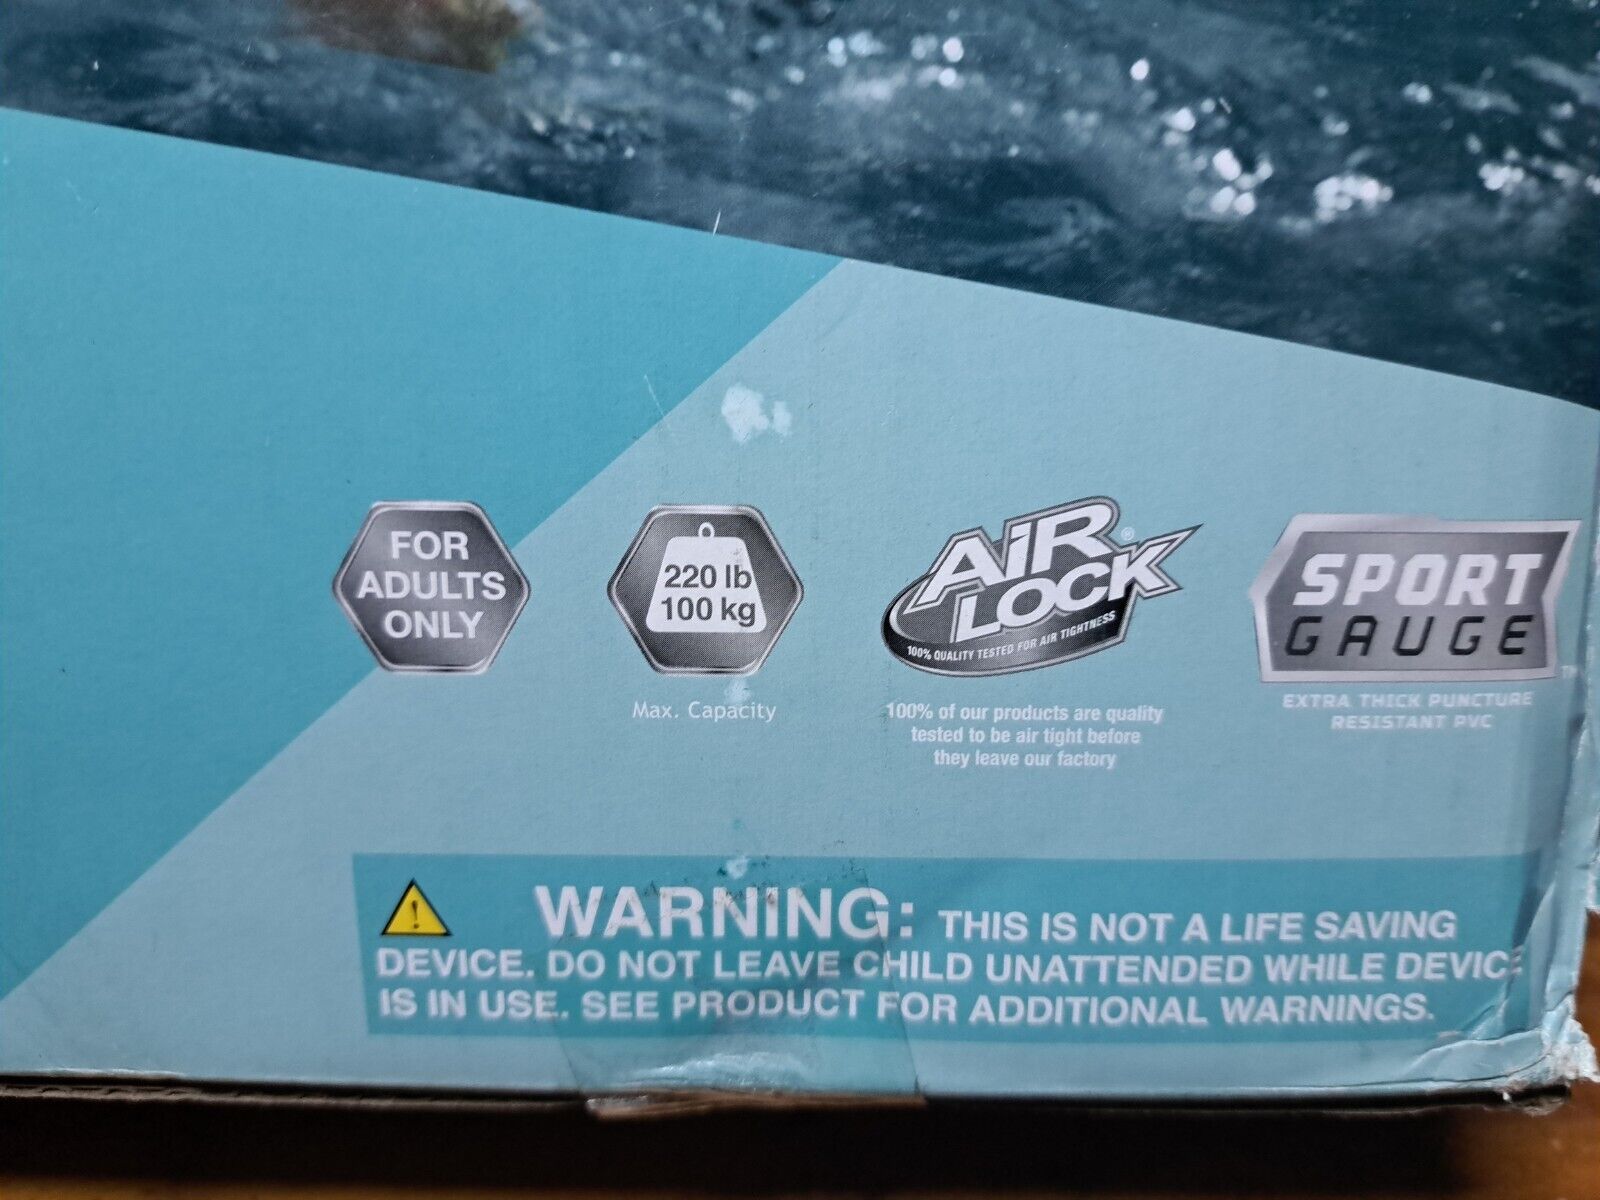 FOR
ADULTS
ONLY
220 lb
100 kg
Max. Capacity
AiR
LOCK
®
100% QUALITY TESTED FOR AIR TIGHTNESS
100% of our products are quality
tested to be air tight before
they leave our factory
SPORT
GAUGE
TM
EXTRA THICK PUNCTURE
RESISTANT PVC
WARNING: THIS IS NOT A LIFE SAVING
DEVICE. DO NOT LEAVE CHILD UNATTENDED WHILE DEVICE
IS IN USE. SEE PRODUCT FOR ADDITIONAL WARNINGS.